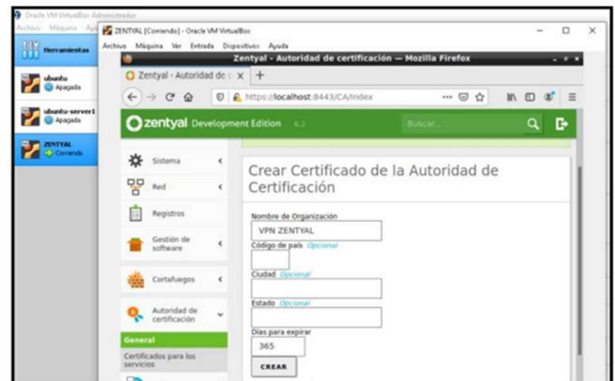 Oracle VM VirtualBox Administrador
Archivo Máquina Ayuda
Herramientas
ubuntu
Apagada
ubuntu-server1
Apagada
ZENTYAL
Corriendo
ZENTYAL [Corriendo] - Oracle VM VirtualBox
Archivo Máquina Ver Entrada Dispositivos Ayuda
Zentyal - Autoridad de certificación — Mozilla Firefox
Zentyal - Autoridad de c
https://localhost:8443/CA/Index
zentyal Development Edition 6.2
Buscar...
Sistema
Red
Registros
Gestión de
software
Cortafuegos
Autoridad de
certificación
General
Certificados para los
servicios
Crear Certificado de la Autoridad de
Certificación
Nombre de Organización
VPN ZENTYAL
Código de país Opcional
Ciudad Opcional
Estado Opcional
Días para expirar
365
CREAR